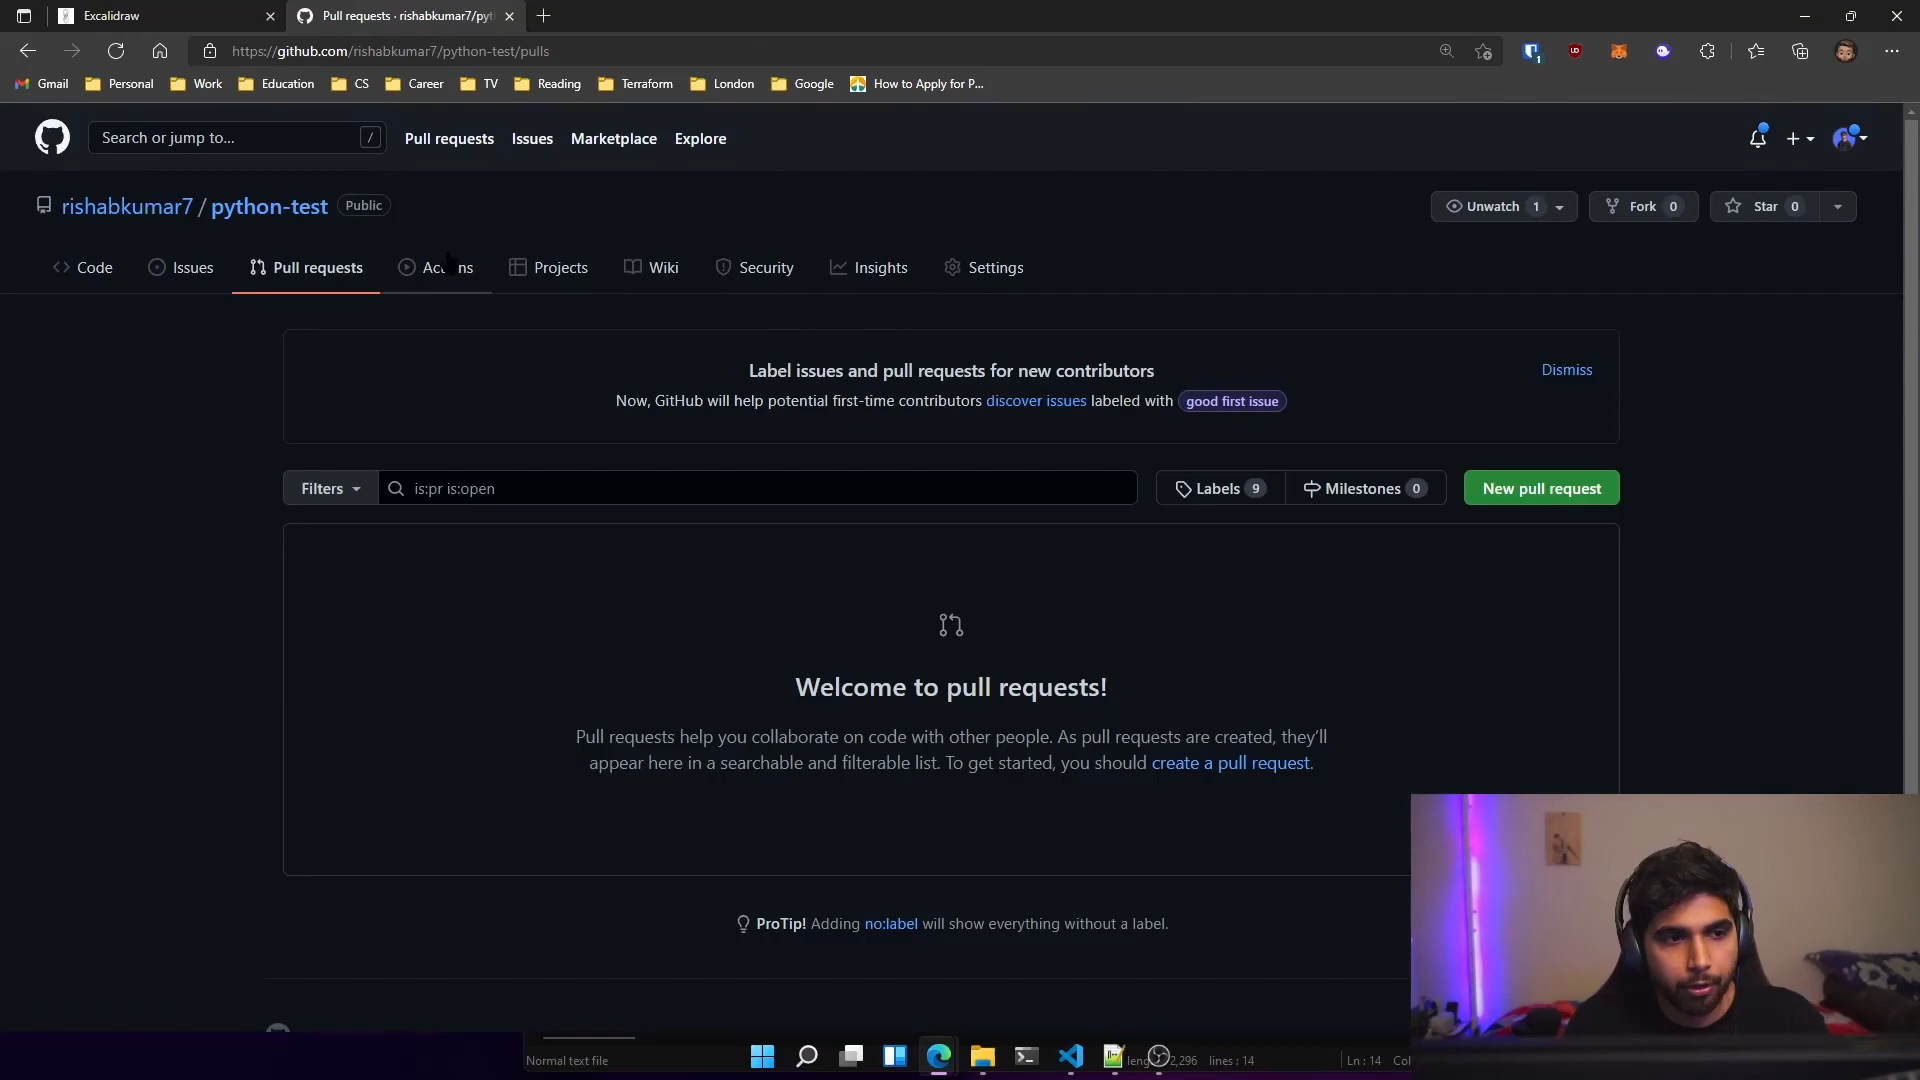 Excalidraw
Pull requests · rishabkumar7/pyt
https://github.com/rishabkumar7/python-test/pulls
1
Gmail
Personal
Work
Education
CS
Career
TV
Reading
Terraform
London
Google
How to Apply for P...
Search or jump to...
/
Pull requests
Issues
Marketplace
Explore
rishabkumar7 / python-test
Public
Unwatch 1
Fork 0
Star 0
Code
Issues
Pull requests
Projects
Wiki
Security
Insights
Settings
Label issues and pull requests for new contributors
Dismiss
Now, GitHub will help potential first-time contributors discover issues labeled with good first issue
Filters
is:pr is:open
Labels 9
Milestones 0
New pull request
Welcome to pull requests!
Pull requests help you collaborate on code with other people. As pull requests are created, they'll
appear here in a searchable and filterable list. To get started, you should create a pull request.
ProTip! Adding no:label will show everything without a label.
Normal text file
lines : 14
Ln : 14
Col